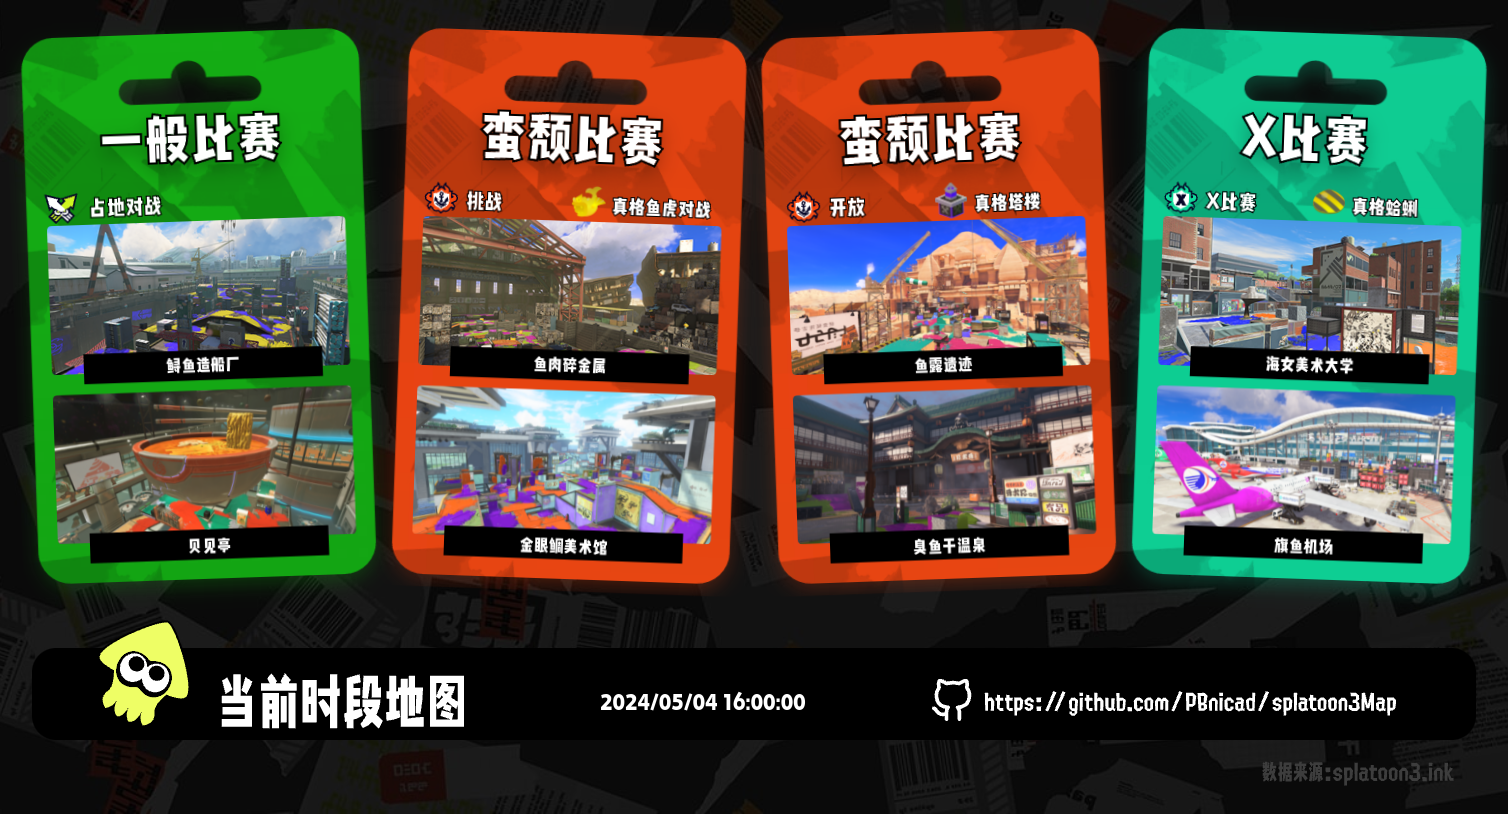 一般比赛
占地对战
鲟鱼造船厂
贝见亭
蛮颓比赛
挑战
真格鱼虎对战
鱼肉碎金属
金眼鲷美术馆
蛮颓比赛
开放
真格塔楼
鱼露遗迹
臭鱼干温泉
X比赛
X比赛
真格蛤蜊
海女美术大学
旗鱼机场
当前时段地图
2024/05/04 16:00:00
https://github.com/PBnicad/splatoon3Map
数据来源:splatoon3.ink